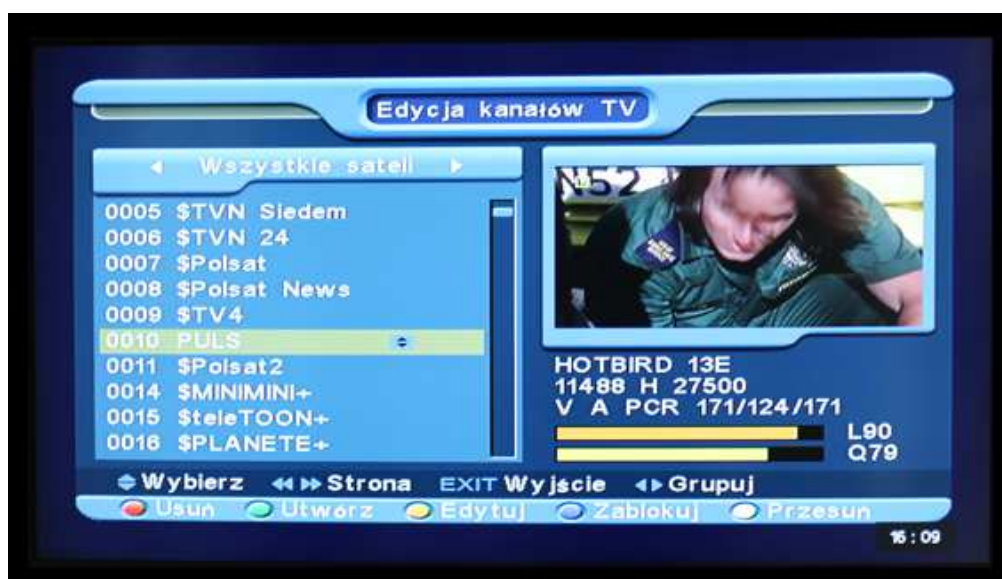 Edycja kanałów TV
Wszystkie sateli
0005 $TVN Siedem
0006 $TVN 24
0007 $Polsat
0008 $Polsat News
0009 $TV4
0010 PULS
0011 $Polsat2
0014 $MINIMINI+
0015 $teleTOON+
0016 $PLANETE+
N52
HOTBIRD 13E
11488 H 27500
V A PCR 171/124/171
L90
Q79
Wybierz Strona EXIT Wyjście Grupuj
Usuń Utwórz Edytuj Zablokuj Przesuń
16:09